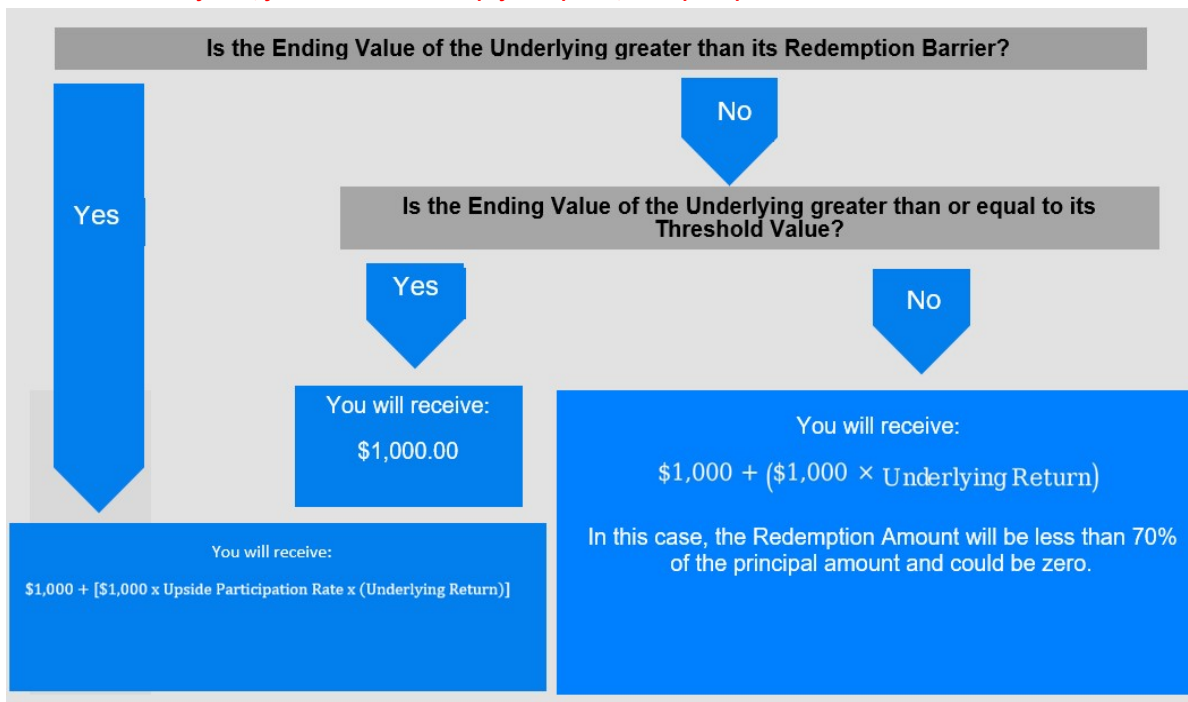 Is the Ending Value of the Underlying greater than its Redemption Barrier?
No
Yes
Is the Ending Value of the Underlying greater than or equal to its
Threshold Value?
Yes
No
You will receive:
$1,000.00
You will receive:
$1,000 + ($1,000 × Underlying Return)
In this case, the Redemption Amount will be less than 70%
of the principal amount and could be zero.
You will receive:
$1,000 + [$1,000 x Upside Participation Rate x (Underlying Return)]